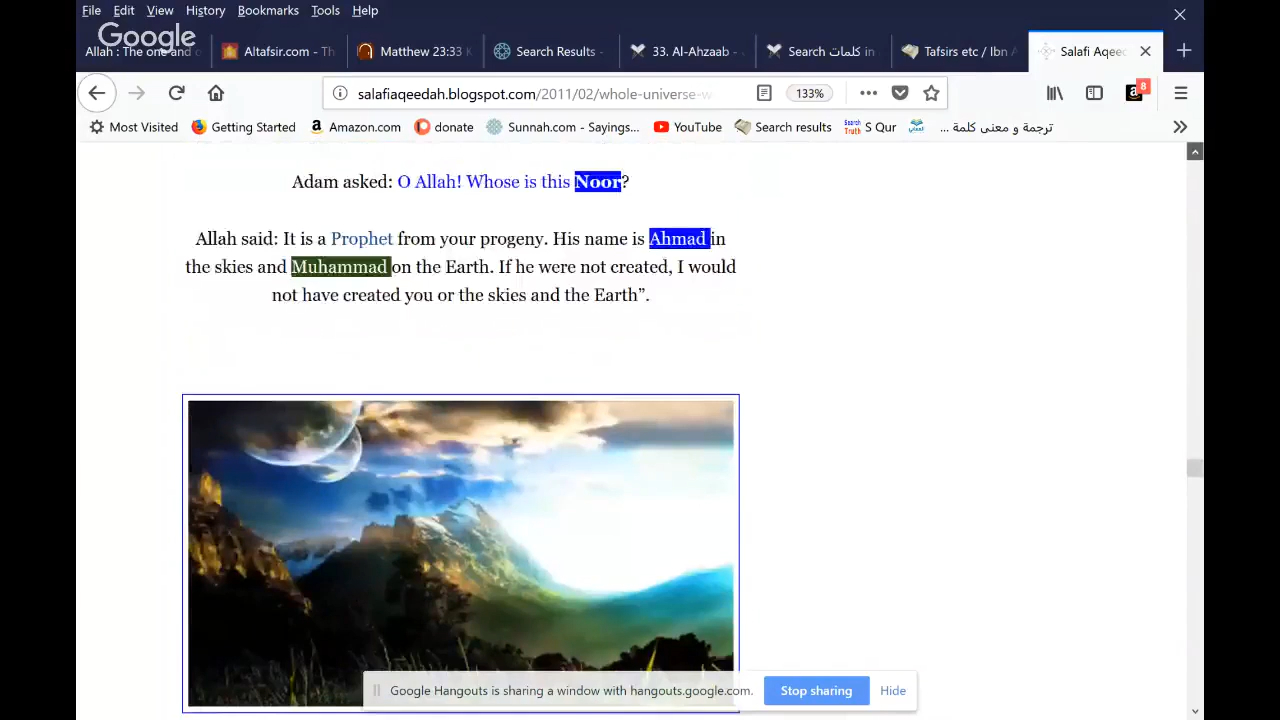 File Edit View History Bookmarks Tools Help
Google
Allah : The one and o
Altafsir.com - Th
Matthew 23:33 K
Search Results -
33. Al-Ahzaab -
Search كلمات in
Tafsirs etc / Ibn A
Salafi Aqeed
salafiaqeedah.blogspot.com/2011/02/whole-universe-w
133%
8
Most Visited Getting Started Amazon.com donate Sunnah.com - Sayings... YouTube Search results S Qur ترجمة و معنى كلمة ...
Search Truth
Adam asked: O Allah! Whose is this Noor?
Allah said: It is a Prophet from your progeny. His name is Ahmad in
the skies and Muhammad on the Earth. If he were not created, I would
not have created you or the skies and the Earth”.
Google Hangouts is sharing a window with hangouts.google.com. Stop sharing Hide